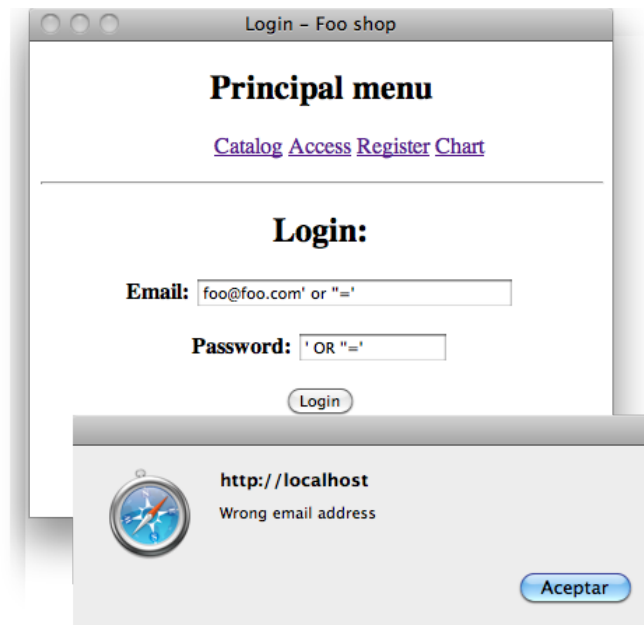 Login – Foo shop
Principal menu
Catalog Access Register Chart
Login:
Email: foo@foo.com' or ''='
Password: ' OR ''='
Login
http://localhost
Wrong email address
Aceptar